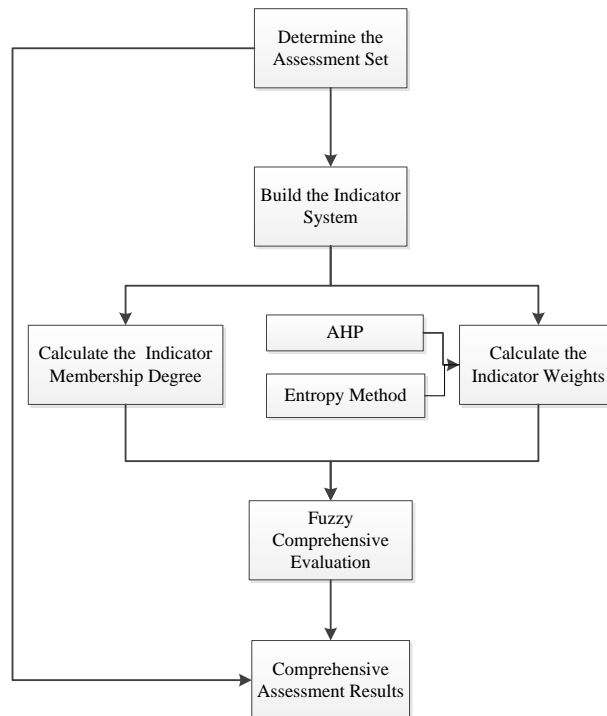 Determine the
Assessment Set
Build the Indicator
System
Calculate the Indicator
Membership Degree
AHP
Entropy Method
Calculate the
Indicator Weights
Fuzzy
Comprehensive
Evaluation
Comprehensive
Assessment Results